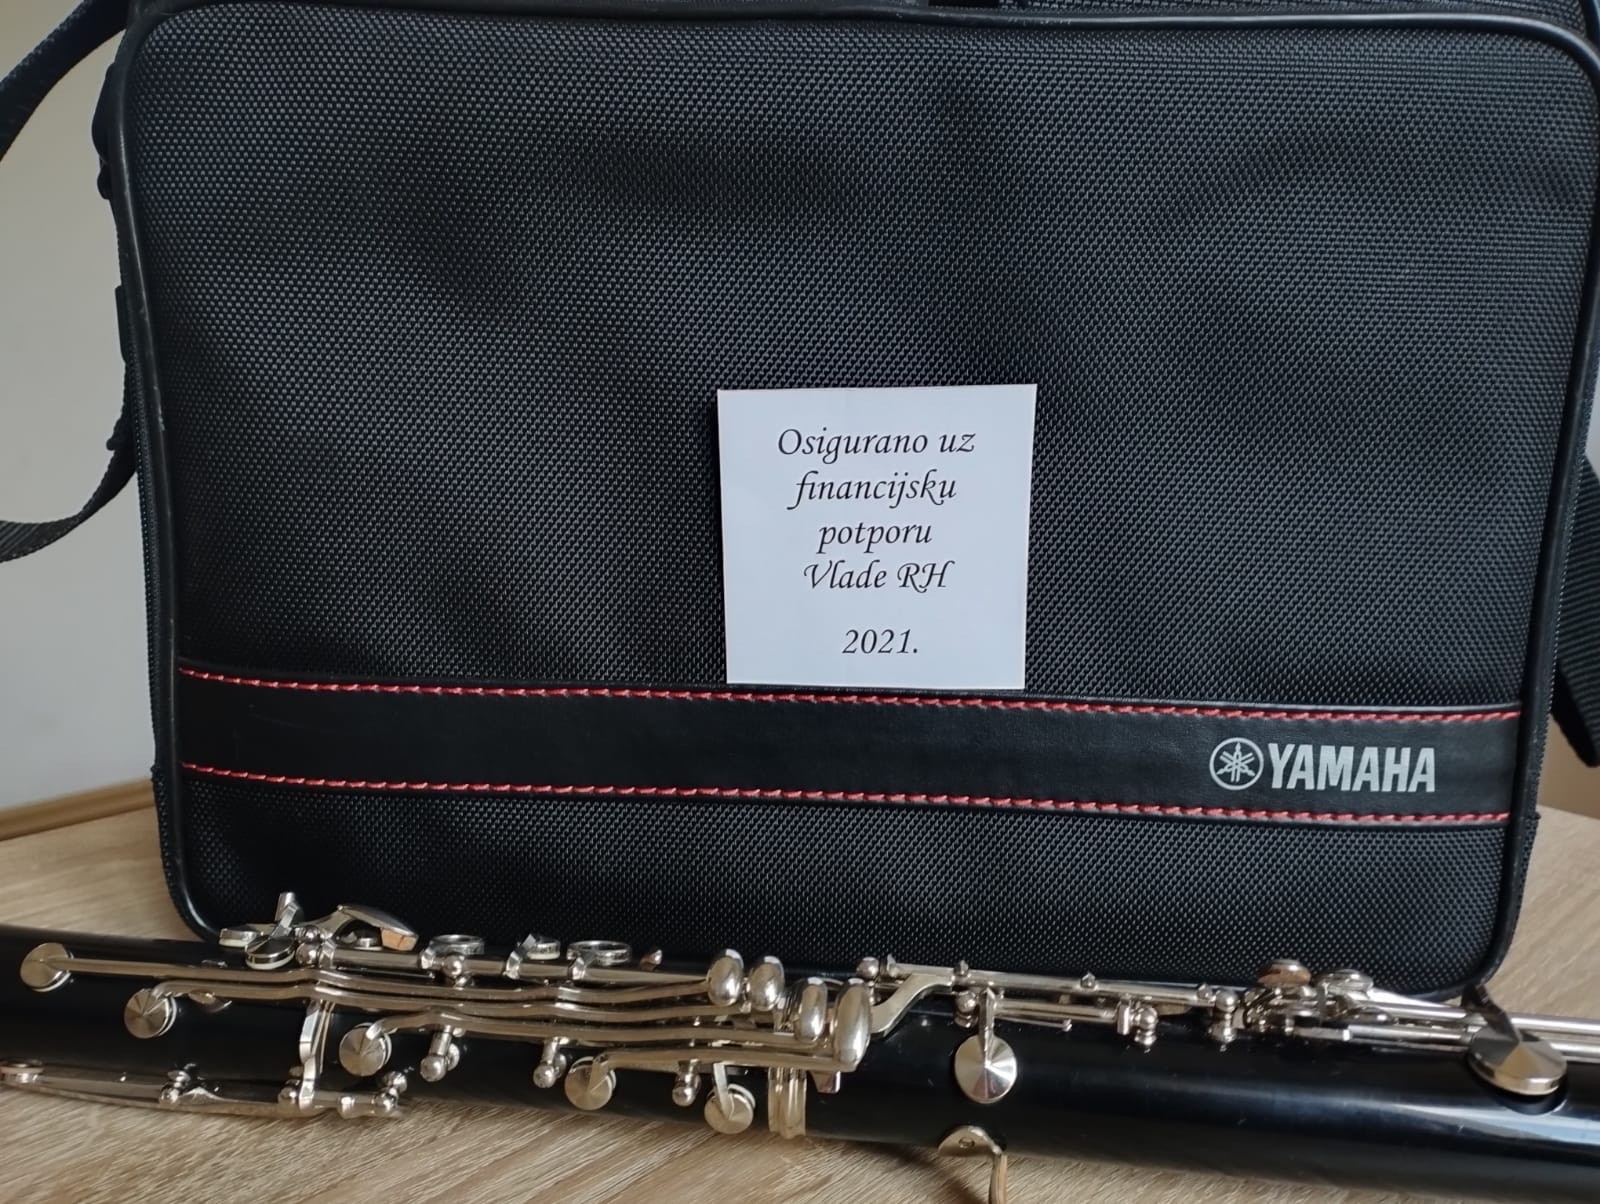 Osigurano uz
financijsku
potporu
Vlade RH
2021.
YAMAHA